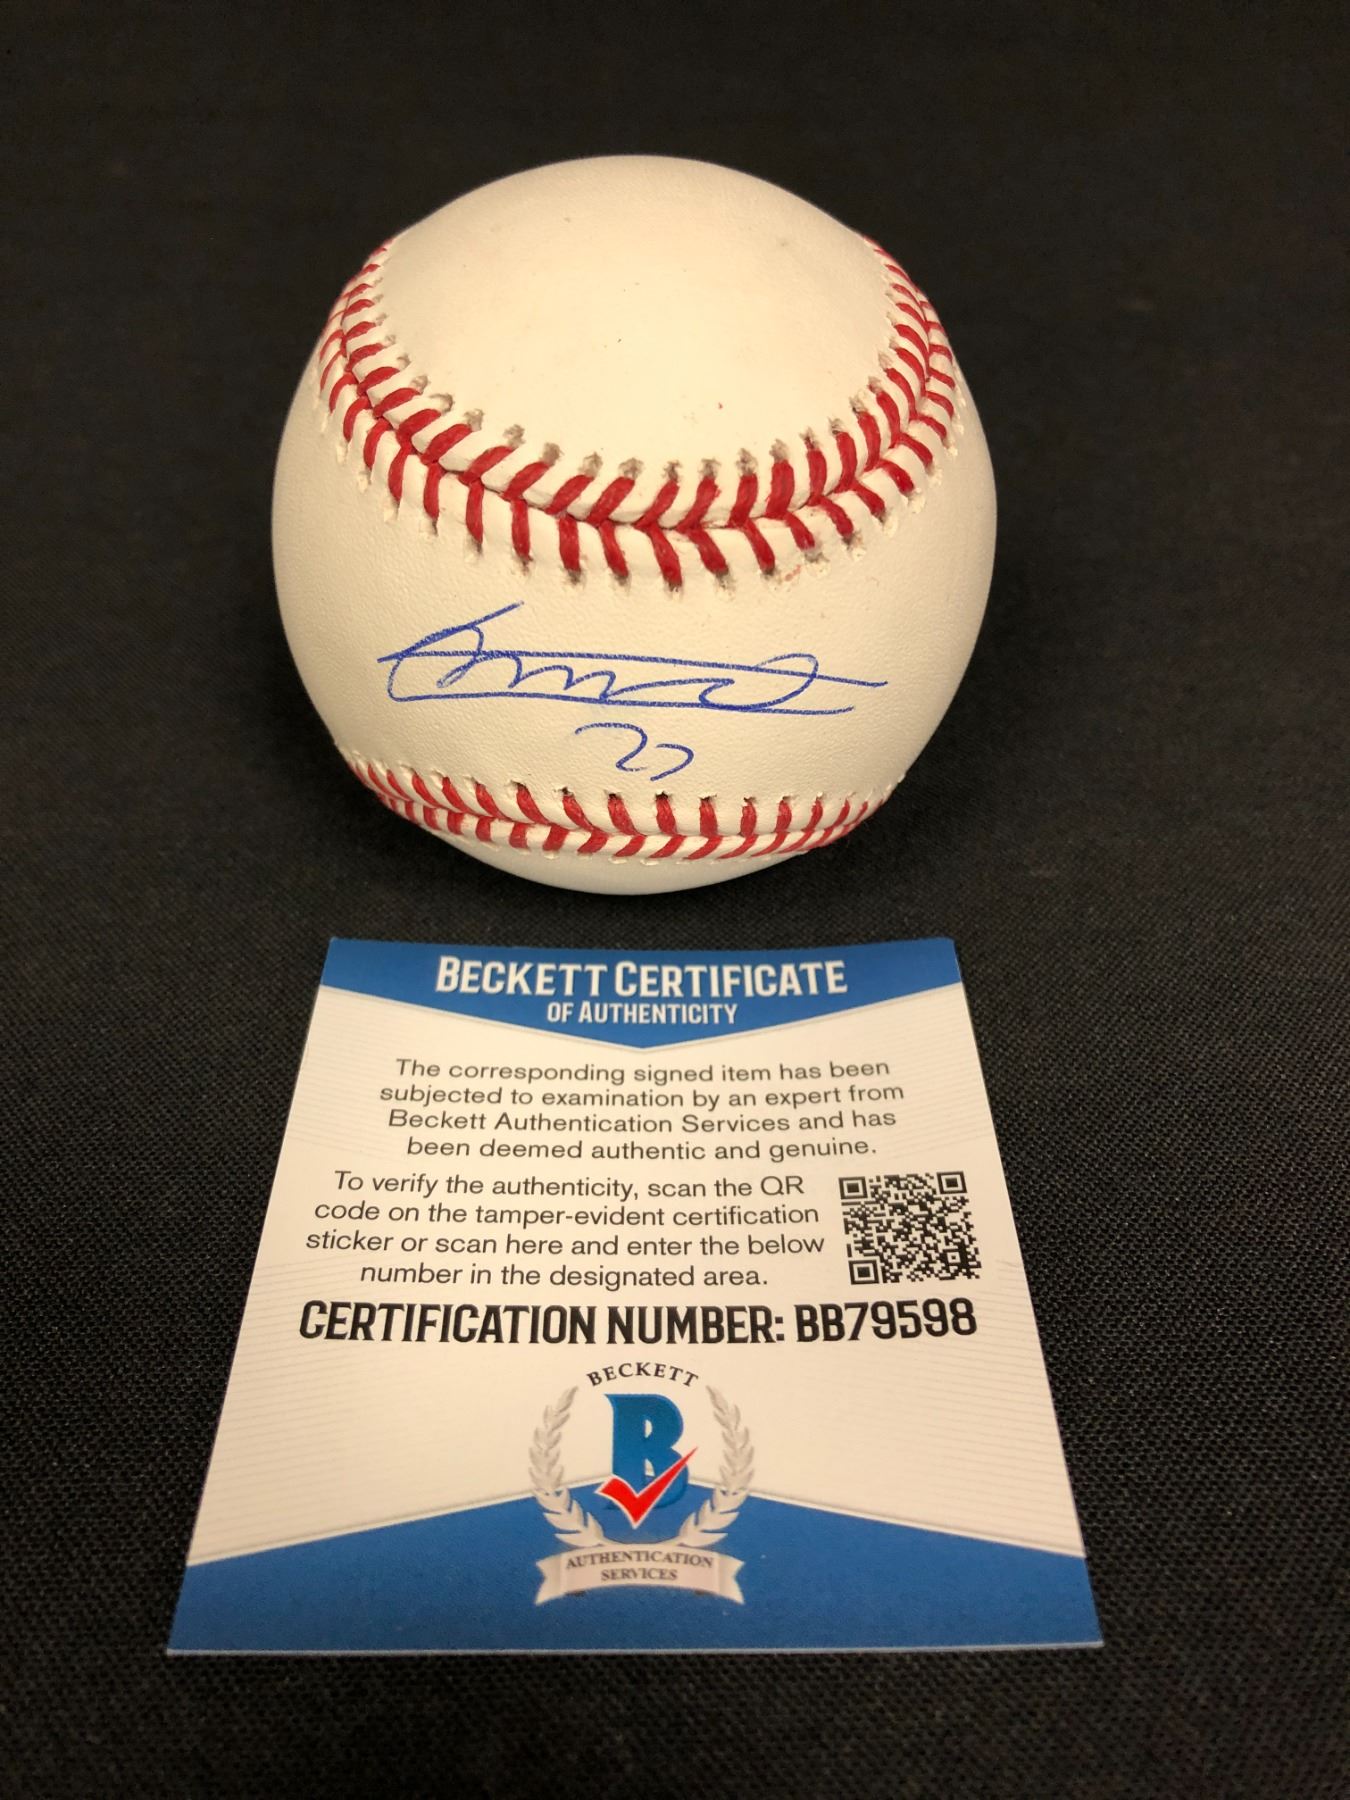 27
BECKETT CERTIFICATE
OF AUTHENTICITY
The corresponding signed item has been
subjected to examination by an expert from
Beckett Authentication Services and has
been deemed authentic and genuine.
To verify the authenticity, scan the QR
code on the tamper-evident certification
sticker or scan here and enter the below
number in the designated area.
CERTIFICATION NUMBER: BB79598
BECKETT
B
AUTHENTICATION
SERVICES